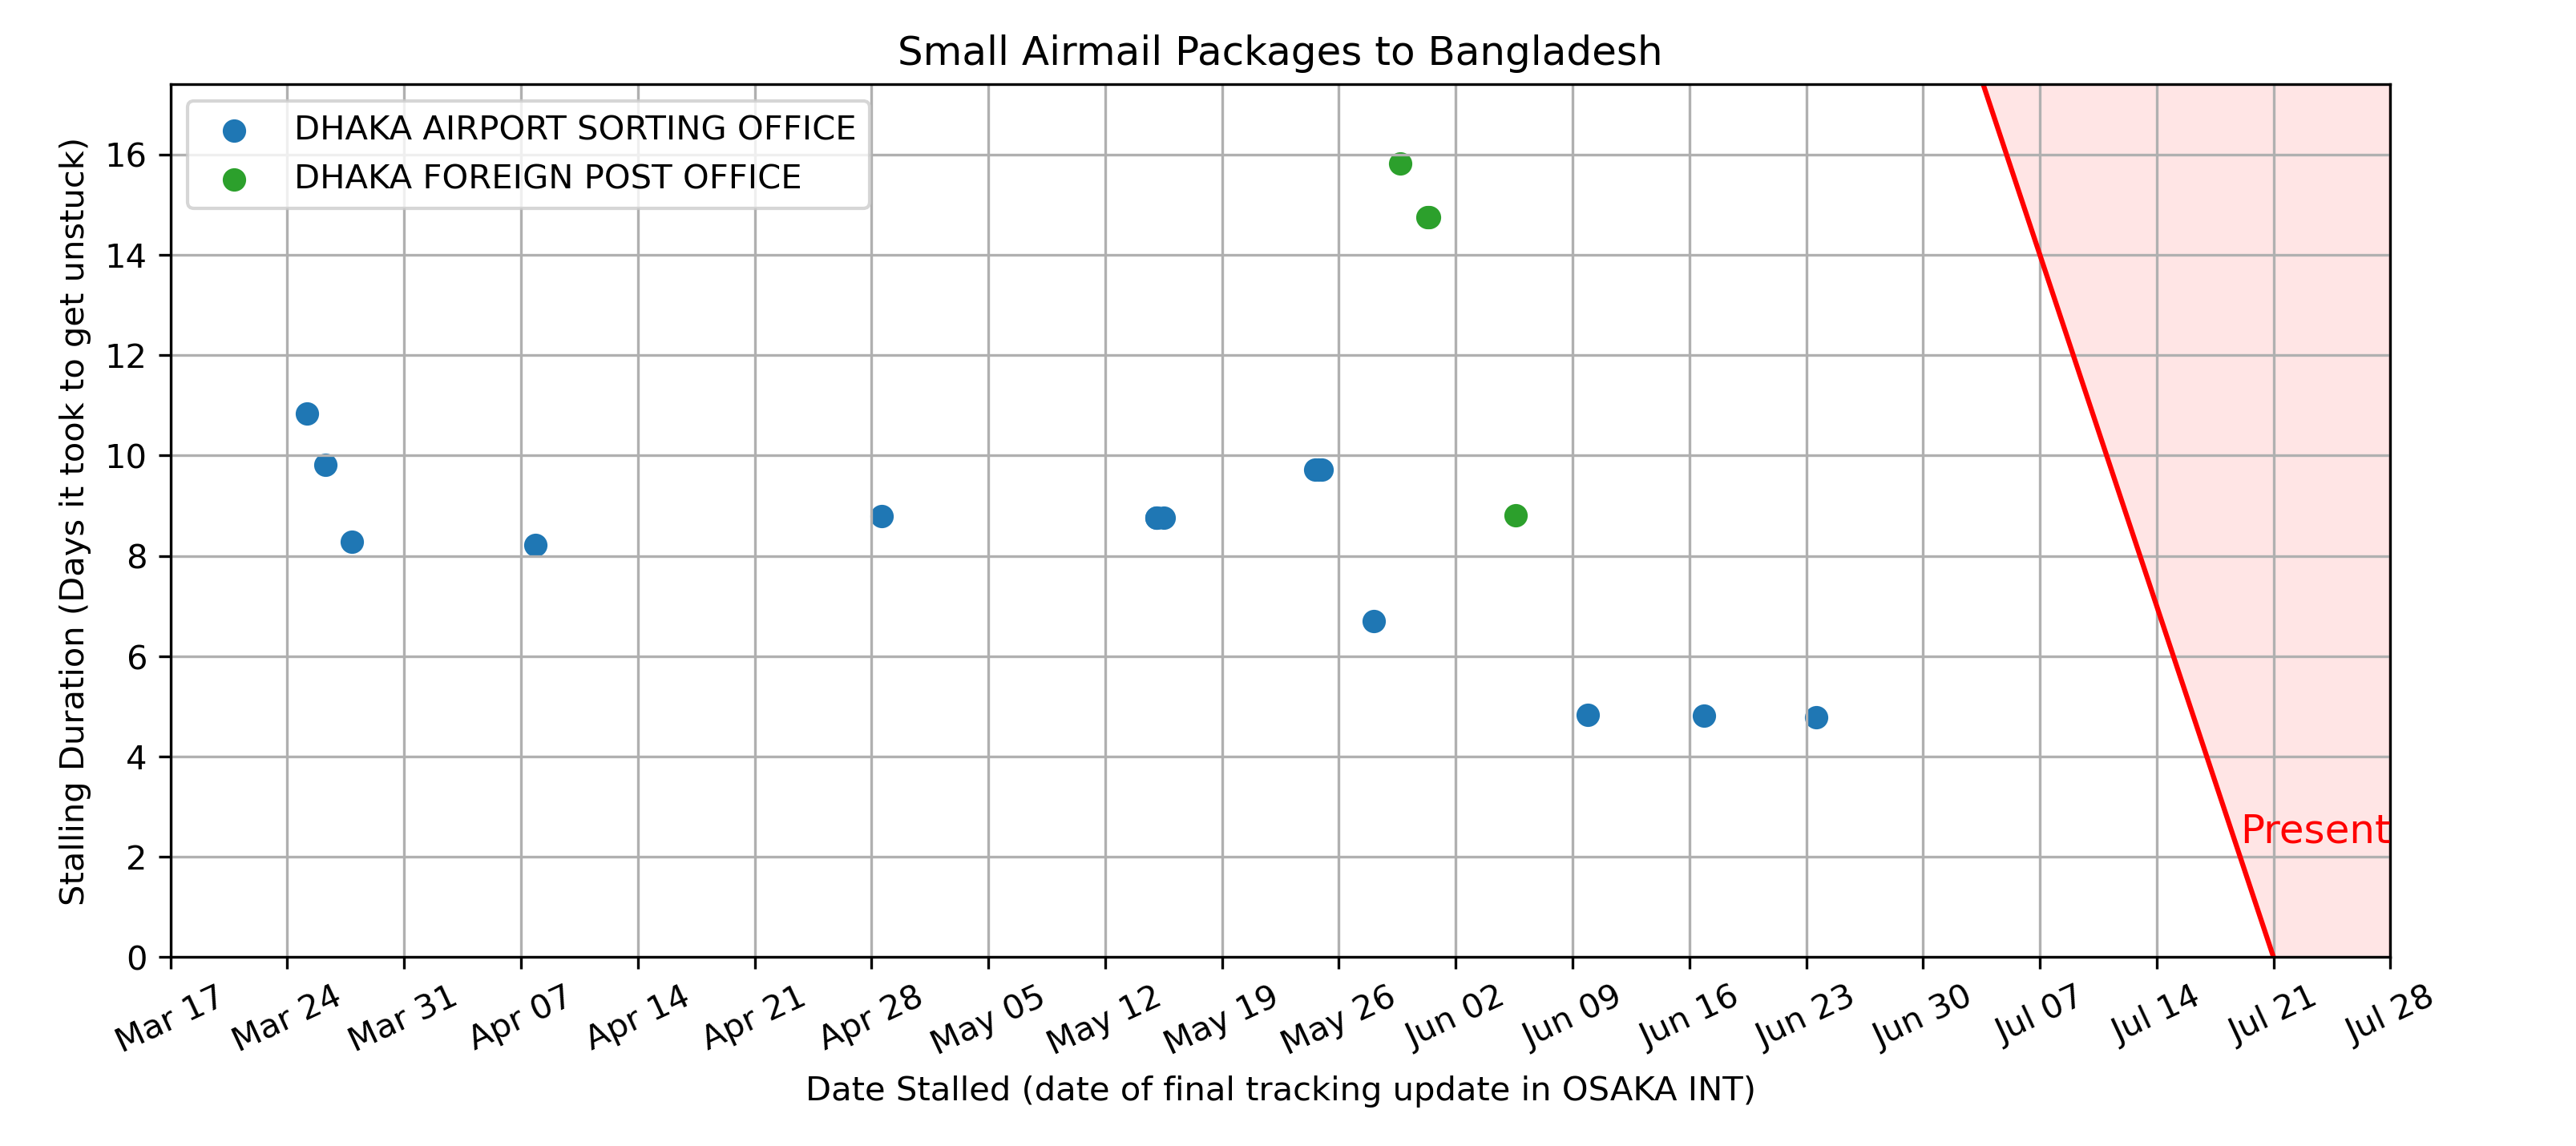 Small Airmail Packages to Bangladesh
DHAKA AIRPORT SORTING OFFICE
DHAKA FOREIGN POST OFFICE
Stalling Duration (Days it took to get unstuck)
16
14
12
10
8
6
4
2
0
Present
Mar 17
Mar 24
Mar 31
Apr 07
Apr 14
Apr 21
Apr 28
May 05
May 12
May 19
May 26
Jun 02
Jun 09
Jun 16
Jun 23
Jun 30
Jul 07
Jul 14
Jul 21
Jul 28
Date Stalled (date of final tracking update in OSAKA INT)